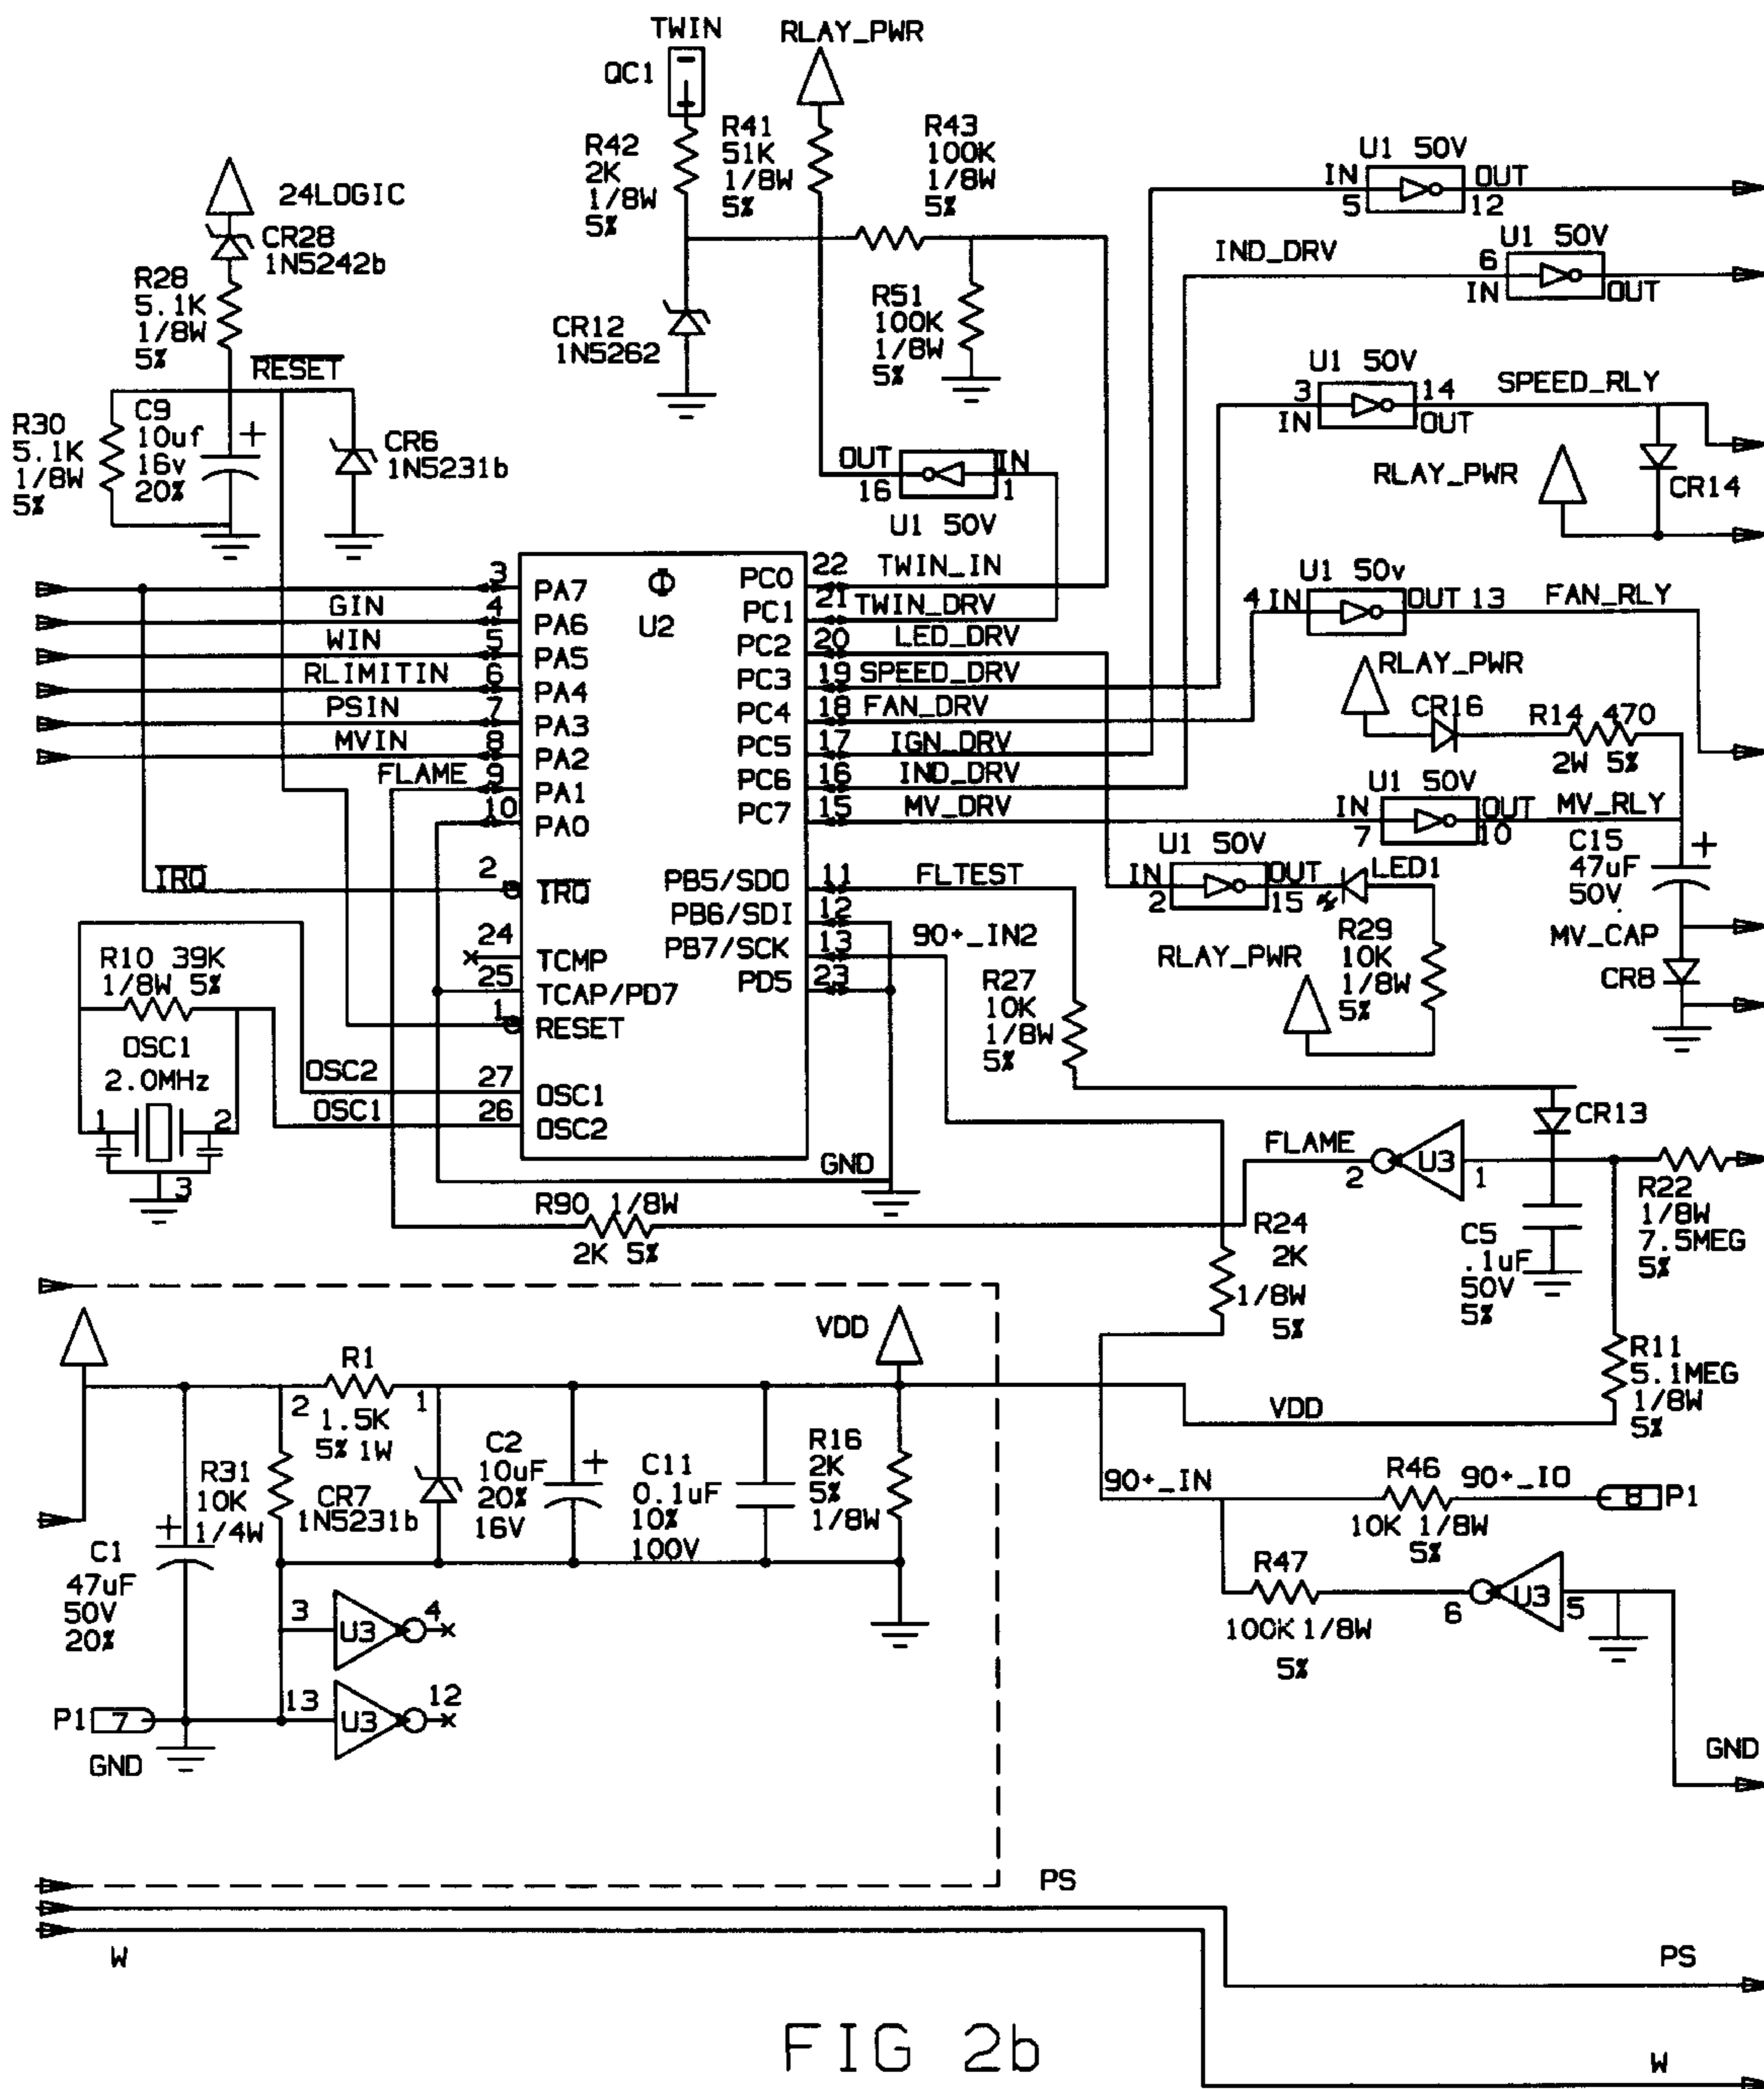 TWIN
RLAY_PWR
QC1
R42
2K
1/8W
5%
R41
51K
1/8W
5%
R43
100K
1/8W
5%
U1 50V
IN
5
OUT
12
24LOGIC
CR28
1N5242b
R28
5.1K
1/8W
5%
IND_DRV
6
IN
U1 50V
OUT
CR12
1N5262
R51
100K
1/8W
5%
RESET
R30
5.1K
1/8W
5%
C9
10uf
16v
20%
+
CR6
1N5231b
U1 50V
3
IN
14
OUT
SPEED_RLY
RLAY_PWR
CR14
OUT
16
IN
1
U1 50V
GIN
WIN
RLIMITIN
PSIN
MVIN
FLAME
3
4
5
6
7
8
9
10
PA7
PA6
PA5
PA4
PA3
PA2
PA1
PA0
Φ
U2
PC0
PC1
PC2
PC3
PC4
PC5
PC6
PC7
22
21
20
19
18
17
16
15
TWIN_IN
TWIN_DRV
LED_DRV
SPEED_DRV
FAN_DRV
IGN_DRV
IND_DRV
MV_DRV
U1 50v
4 IN
OUT 13
FAN_RLY
RLAY_PWR
CR16
R14 470
2W 5%
U1 50V
IN
7
OUT
10
MV_RLY
C15
47uF
50V
+
MV_CAP
CR8
IRQ
2
IRQ
24
TCMP
25
TCAP/PD7
1
RESET
27
OSC1
26
OSC2
PB5/SDO
PB6/SDI
PB7/SCK
PD5
11
12
13
23
FLTEST
90+_IN2
U1 50V
IN
2
OUT
15
LED1
R29
10K
1/8W
5%
RLAY_PWR
R27
10K
1/8W
5%
R10 39K
1/8W 5%
OSC1
2.0MHz
1
2
3
OSC2
OSC1
GND
R90 1/8W
2K 5%
CR13
FLAME
2
U3
1
R22
1/8W
7.5MEG
5%
C5
.1uF
50V
5%
R24
2K
1/8W
5%
R11
5.1MEG
1/8W
5%
VDD
VDD
R1
2
1
1.5K
5% 1W
R31
10K
1/4W
CR7
1N5231b
C2
10uF
20%
16V
+
C11
0.1uF
10%
100V
R16
2K
5%
1/8W
C1
47uF
50V
20%
+
90+_IN
R46
10K 1/8W
5%
90+_IO
8
P1
R47
100K 1/8W
5%
6
U3
5
3
U3
4
13
U3
12
P1
7
GND
GND
PS
W
PS
W
FIG 2b